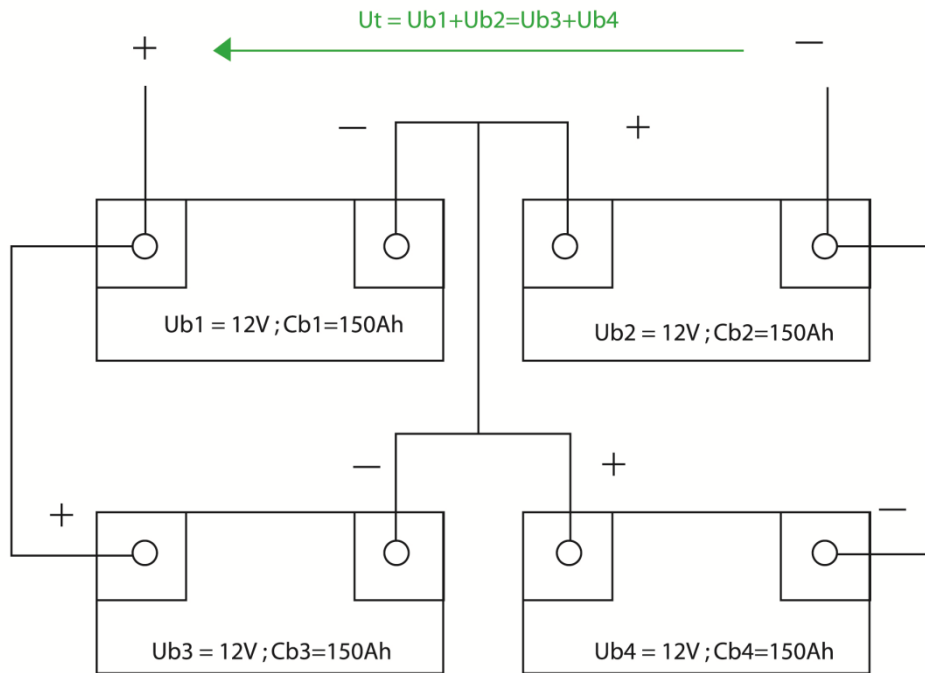 Ut = Ub1+Ub2=Ub3+Ub4
+ −
− +
Ub1 = 12V ; Cb1=150Ah
Ub2 = 12V ; Cb2=150Ah
− +
+ −
Ub3 = 12V ; Cb3=150Ah
Ub4 = 12V ; Cb4=150Ah